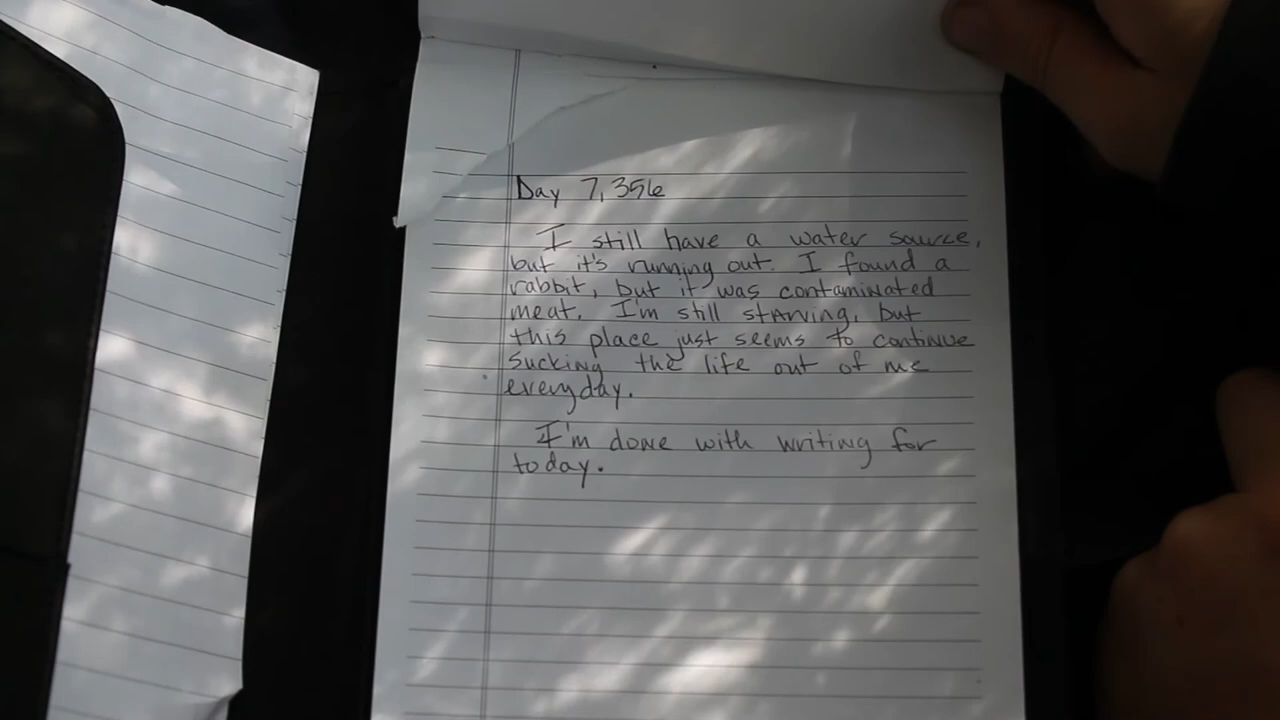 Day 7,356
I still have a water source,
but it's running out. I found a
rabbit, but it was contaminated
meat. I'm still starving, but
this place just seems to continue
sucking the life out of me
everyday.
I'm done with writing for
today.